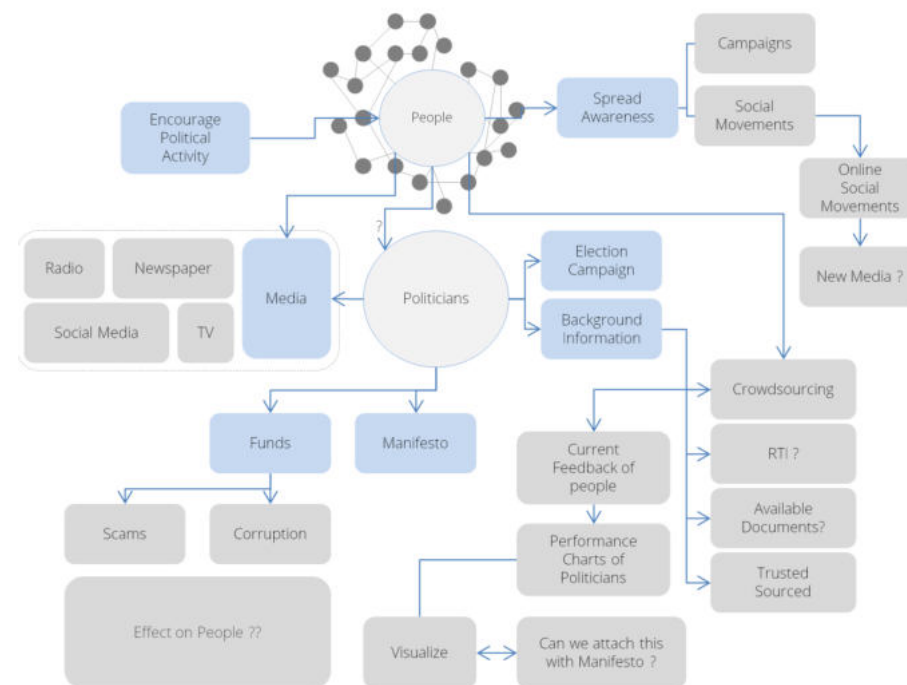 Campaigns
People
Spread
Awareness
Encourage
Political
Activity
Social
Movements
Online
Social
Movements
?
Radio
Newspaper
Media
Politicians
Election
Campaign
New Media ?
Social Media
TV
Background
Information
Crowdsourcing
Funds
Manifesto
Current
Feedback of
people
RTI ?
Scams
Corruption
Available
Documents?
Performance
Charts of
Politicians
Trusted
Sourced
Effect on People ??
Visualize
Can we attach this
with Manifesto ?